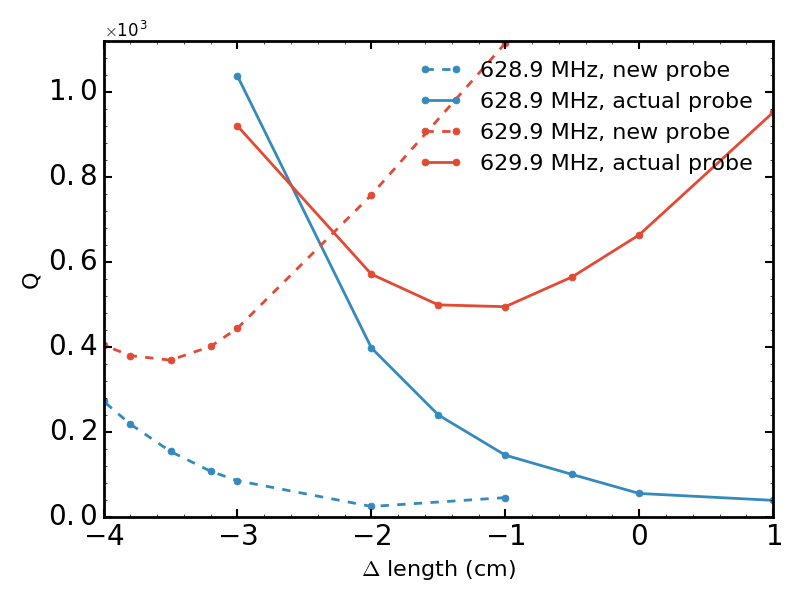 ×10³
1.0
0.8
0.6
0.4
0.2
0.0
Q
−4
−3
−2
−1
0
1
Δ length (cm)
628.9 MHz, new probe
628.9 MHz, actual probe
629.9 MHz, new probe
629.9 MHz, actual probe